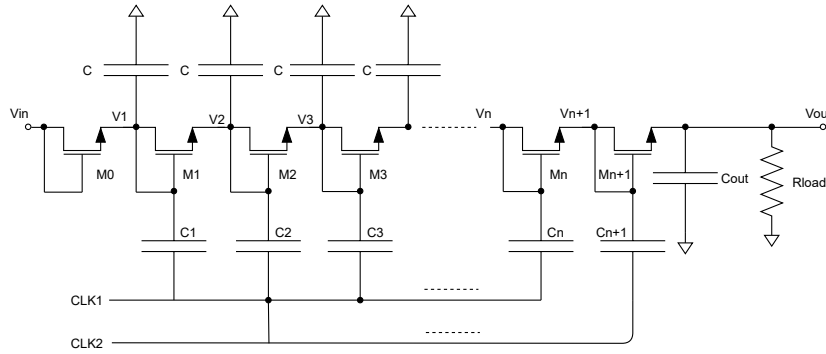 C C C C
Vin V1 V2 V3 Vn Vn+1 Vou
M0 M1 M2 M3 Mn Mn+1 Cout Rload
C1 C2 C3 Cn Cn+1
CLK1
CLK2